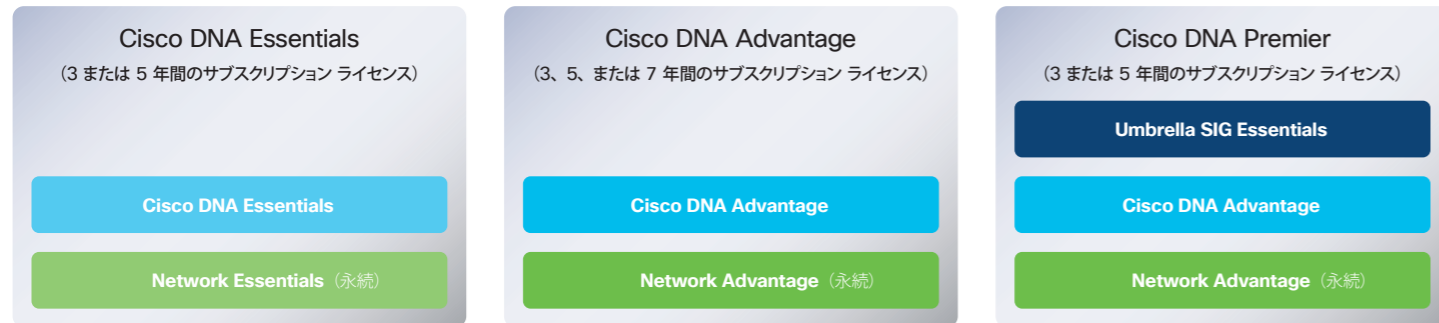 Cisco DNA Essentials
（3 または 5 年間のサブスクリプション ライセンス）
Cisco DNA Essentials
Network Essentials（永続）
Cisco DNA Advantage
（3、5、または 7 年間のサブスクリプション ライセンス）
Cisco DNA Advantage
Network Advantage（永続）
Cisco DNA Premier
（3 または 5 年間のサブスクリプション ライセンス）
Umbrella SIG Essentials
Cisco DNA Advantage
Network Advantage（永続）